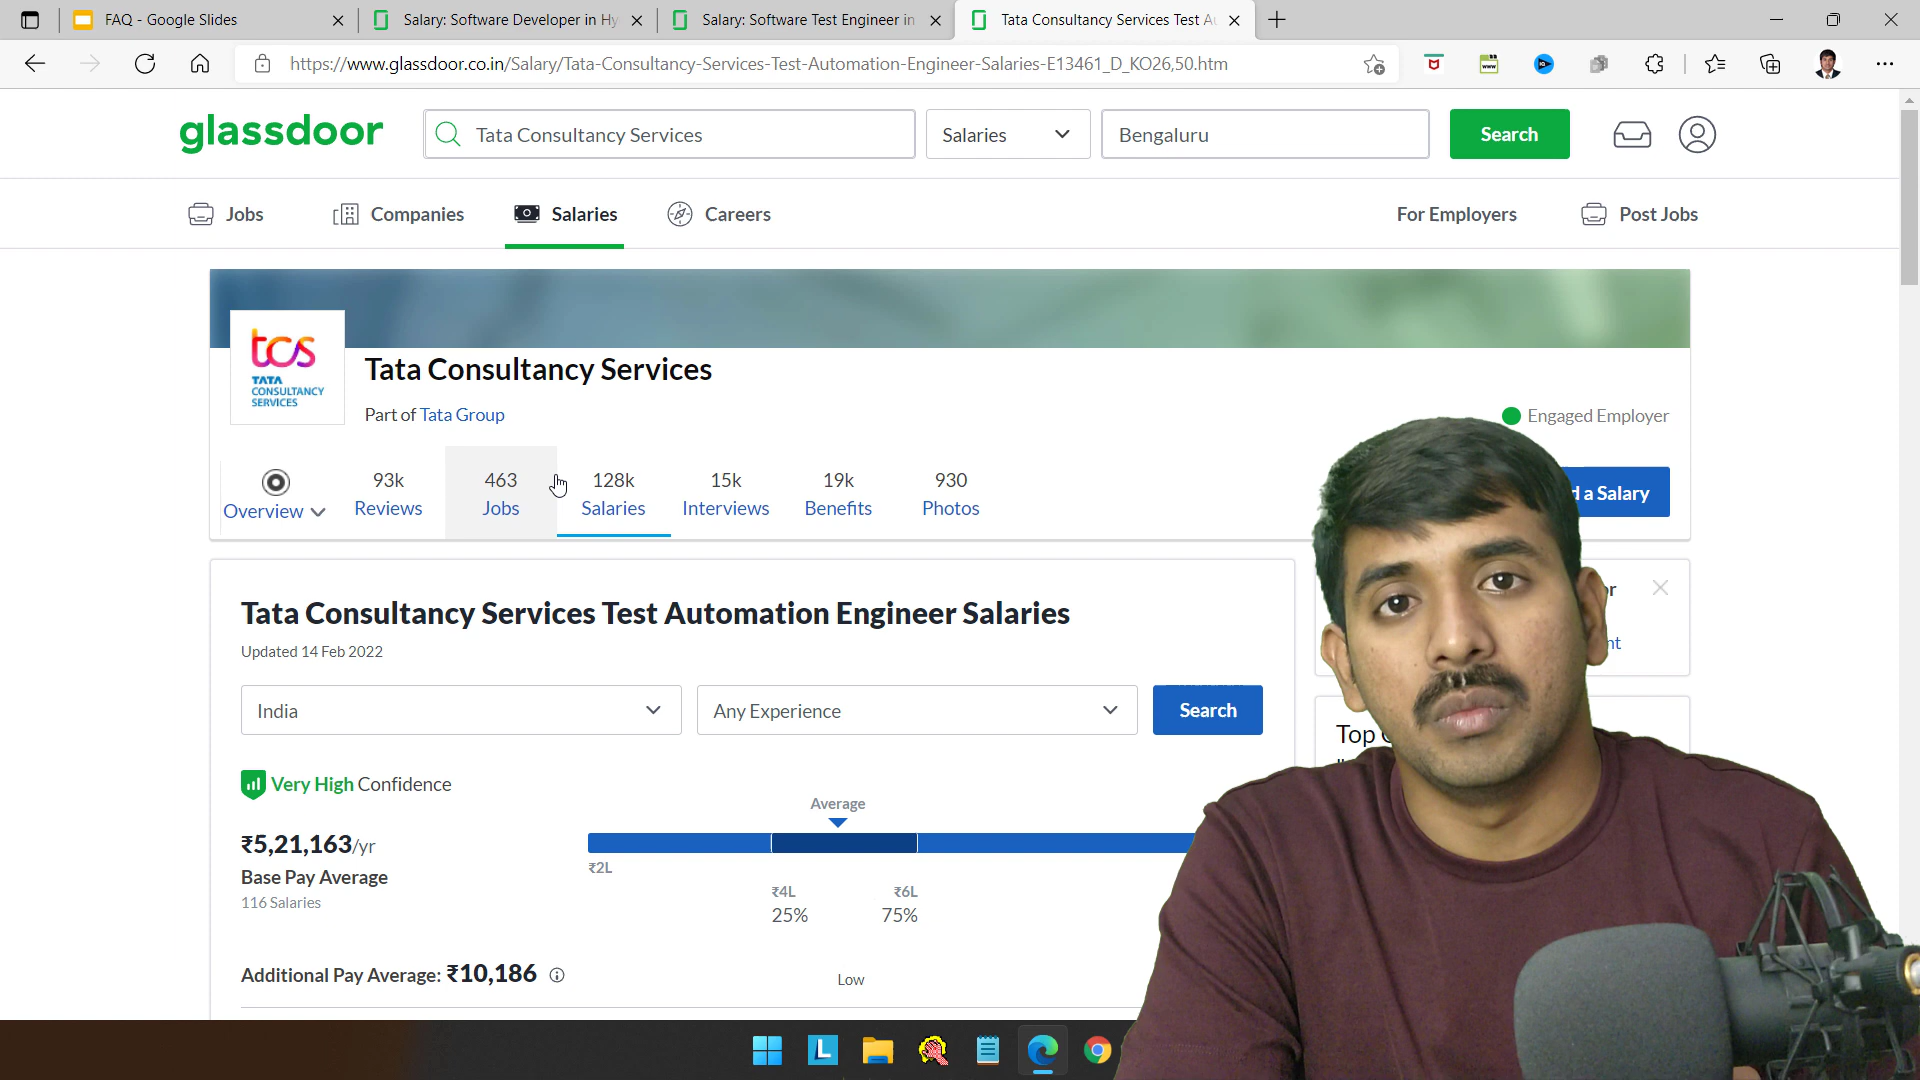 FAQ - Google Slides
Salary: Software Developer in Hy
Salary: Software Test Engineer in
Tata Consultancy Services Test Au
https://www.glassdoor.co.in/Salary/Tata-Consultancy-Services-Test-Automation-Engineer-Salaries-E13461_D_KO26,50.htm
glassdoor
Tata Consultancy Services
Salaries
Bengaluru
Search
Jobs
Companies
Salaries
Careers
For Employers
Post Jobs
tcs
TATA
CONSULTANCY
SERVICES
Tata Consultancy Services
Part of Tata Group
Engaged Employer
Overview
93k
Reviews
463
Jobs
128k
Salaries
15k
Interviews
19k
Benefits
930
Photos
a Salary
Tata Consultancy Services Test Automation Engineer Salaries
Updated 14 Feb 2022
India
Any Experience
Search
Top
Very High Confidence
Average
₹5,21,163/yr
Base Pay Average
116 Salaries
₹2L
₹4L
25%
₹6L
75%
Additional Pay Average: ₹10,186
Low
L